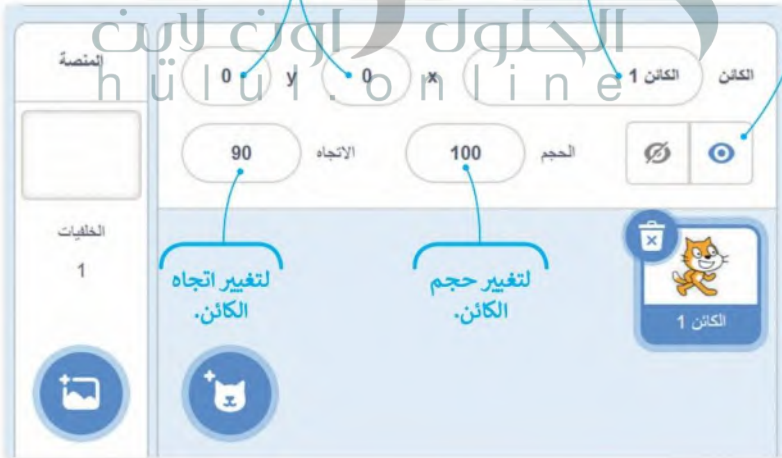 الحلول اون لاين
hulul.online
الكائن
الكائن 1
x
0
y
0
الحجم
100
الاتجاه
90
المنصة
الخلفيات
1
لتغيير حجم
الكائن.
لتغيير اتجاه
الكائن.
الكائن 1